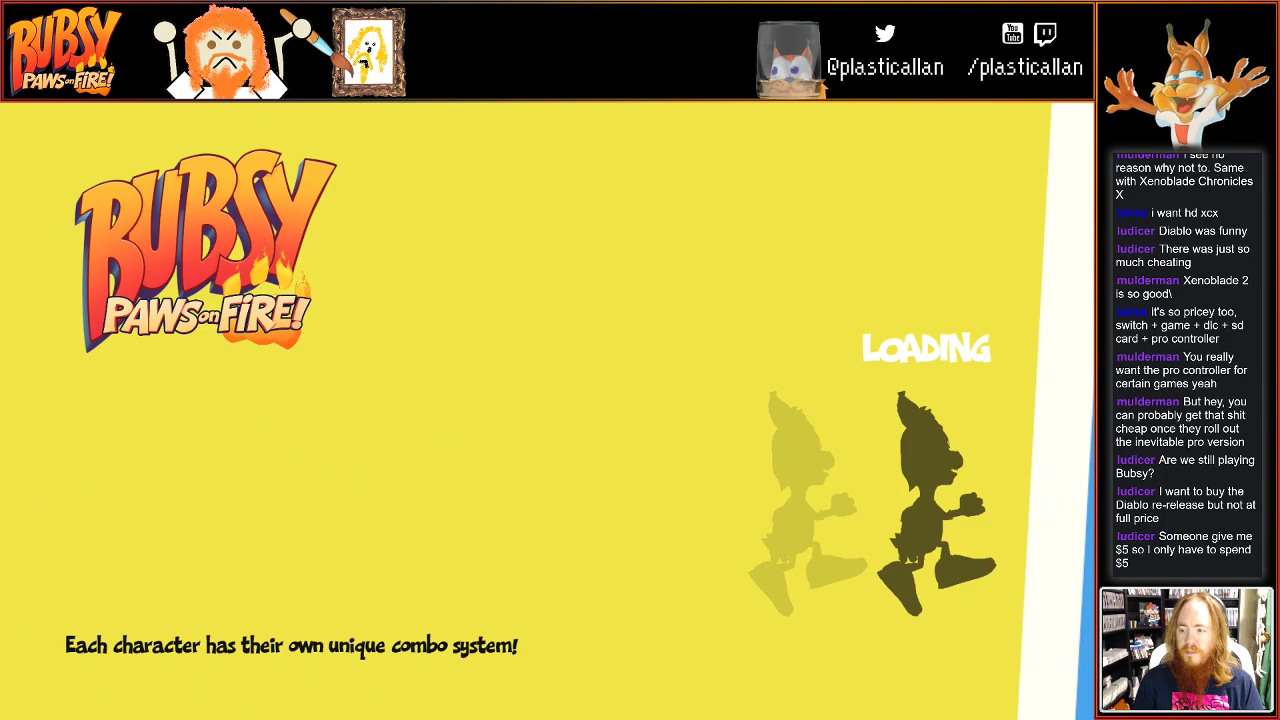 BUBSY
PAWS on FIRE!
@plasticallan
You Tube
/plasticallan
BUBSY
PAWS on FIRE!
LOADING
Each character has their own unique combo system!
mulderman I see no
reason why not to. Same
with Xenoblade Chronicles
X
i want hd xcx
ludicer Diablo was funny
ludicer There was just so
much cheating
mulderman Xenoblade 2
is so good\
it's so pricey too,
switch + game + dlc + sd
card + pro controller
mulderman You really
want the pro controller for
certain games yeah
mulderman But hey, you
can probably get that shit
cheap once they roll out
the inevitable pro version
ludicer Are we still playing
Bubsy?
ludicer I want to buy the
Diablo re-release but not at
full price
ludicer Someone give me
$5 so I only have to spend
$5